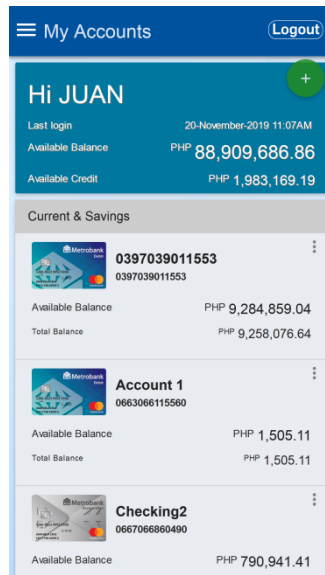 My Accounts
Logout
+
Hi JUAN
Last login 20-November-2019 11:07AM
Available Balance PHP 88,909,686.86
Available Credit PHP 1,983,169.19
Current & Savings
Metrobank
Debit
0397039011553
0397039011553
Available Balance PHP 9,284,859.04
Total Balance PHP 9,258,076.64
Metrobank
Debit
Account 1
0663066115560
Available Balance PHP 1,505.11
Total Balance PHP 1,505.11
Metrobank
Checking2
0667066860490
Available Balance PHP 790,941.41